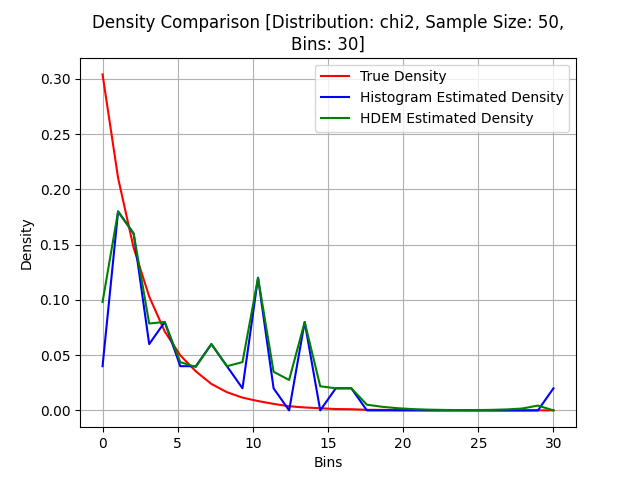 Density Comparison [Distribution: chi2, Sample Size: 50,
Bins: 30]
True Density
Histogram Estimated Density
HDEM Estimated Density
Density
0.30
0.25
0.20
0.15
0.10
0.05
0.00
0 5 10 15 20 25 30
Bins